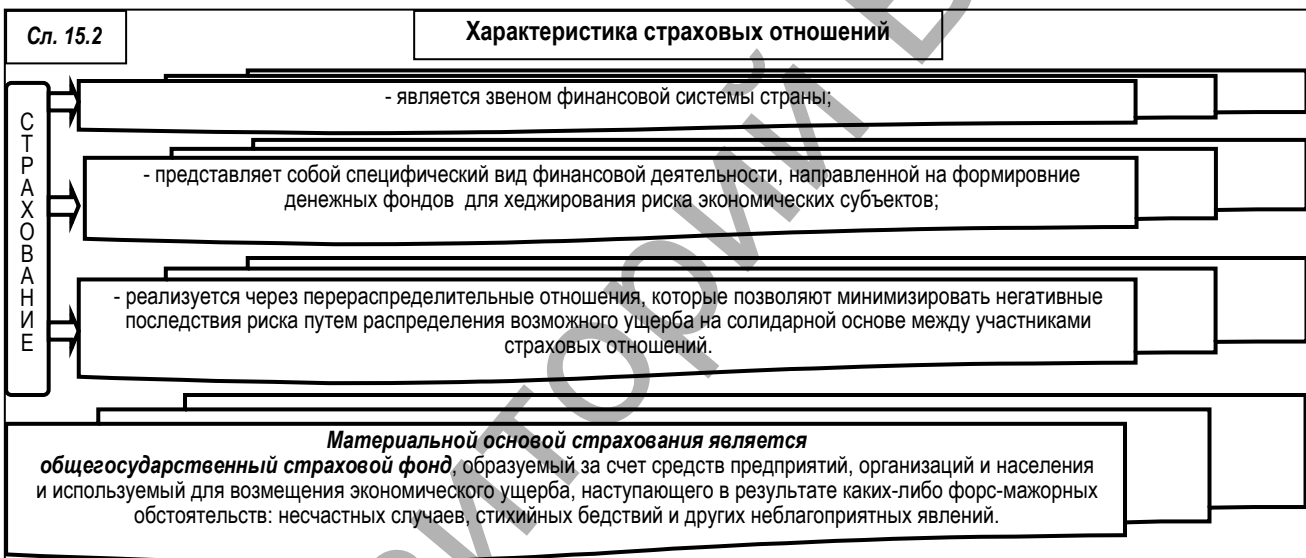 Сл. 15.2
Характеристика страховых отношений
СТРАХОВАНИЕ
- является звеном финансовой системы страны;
- представляет собой специфический вид финансовой деятельности, направленной на формировние
денежных фондов для хеджирования риска экономических субъектов;
- реализуется через перераспределительные отношения, которые позволяют минимизировать негативные
последствия риска путем распределения возможного ущерба на солидарной основе между участниками
страховых отношений.
Материальной основой страхования является
общегосударственный страховой фонд, образуемый за счет средств предприятий, организаций и населения
и используемый для возмещения экономического ущерба, наступающего в результате каких-либо форс-мажорных
обстоятельств: несчастных случаев, стихийных бедствий и других неблагоприятных явлений.